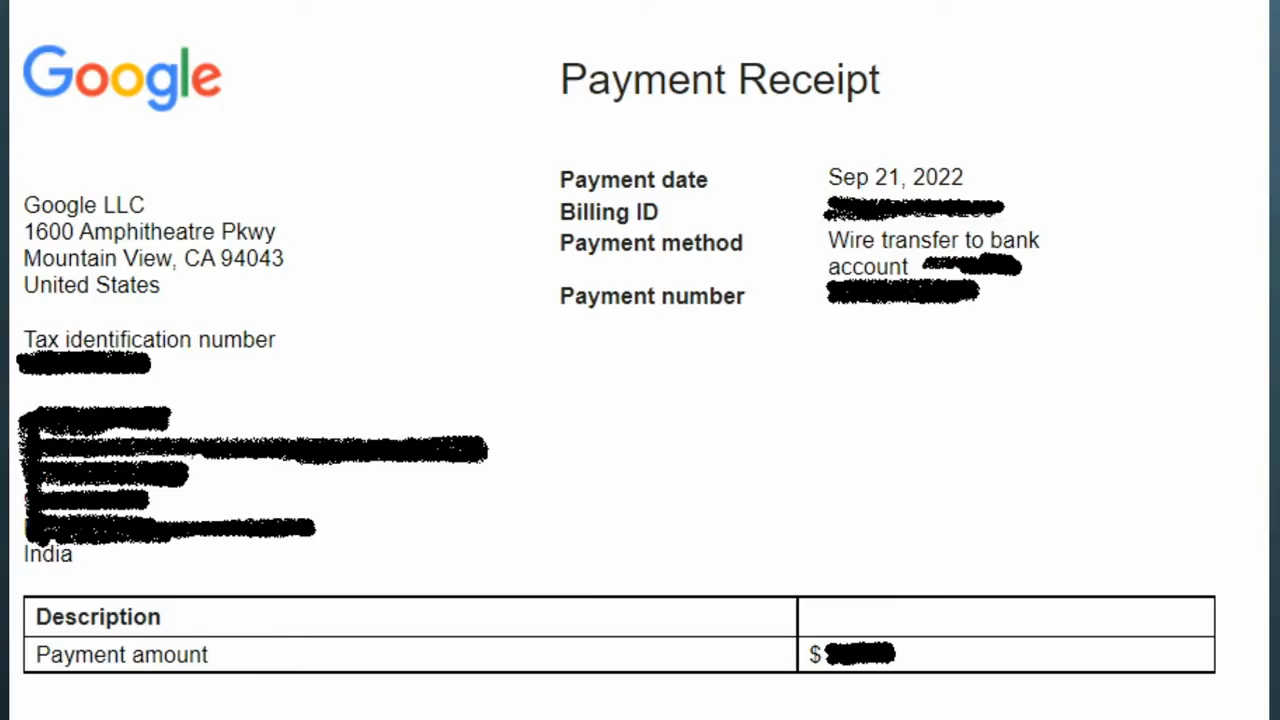 Google
Payment Receipt
Payment date Sep 21, 2022
Billing ID
Payment method Wire transfer to bank
account
Payment number
Google LLC
1600 Amphitheatre Pkwy
Mountain View, CA 94043
United States
Tax identification number
India
Description
Payment amount $